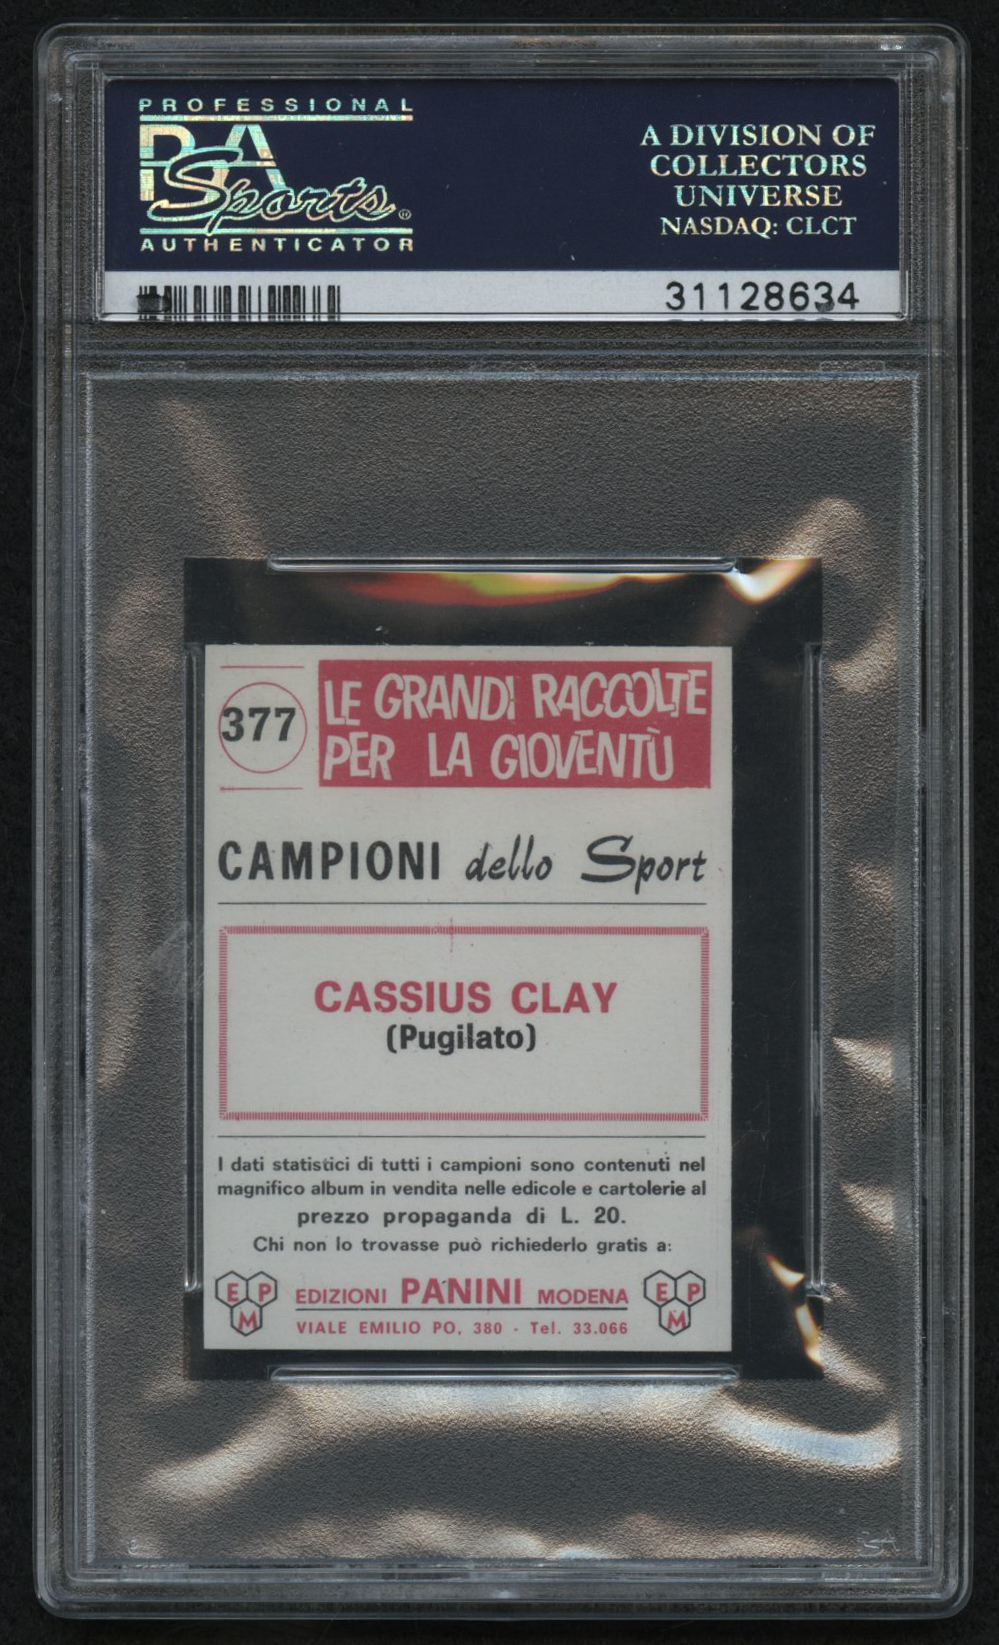 PROFESSIONAL
PSA
Sports®
AUTHENTICATOR
A DIVISION OF
COLLECTORS
UNIVERSE
NASDAQ: CLCT
31128634
377
LE GRANDI RACCOLTE
PER LA GIOVENTÙ
CAMPIONI dello Sport
CASSIUS CLAY
(Pugilato)
I dati statistici di tutti i campioni sono contenuti nel
magnifico album in vendita nelle edicole e cartolerie al
prezzo propaganda di L. 20.
Chi non lo trovasse può richiederlo gratis a:
E P M
EDIZIONI PANINI MODENA
VIALE EMILIO PO, 380 - Tel. 33.066
E P M